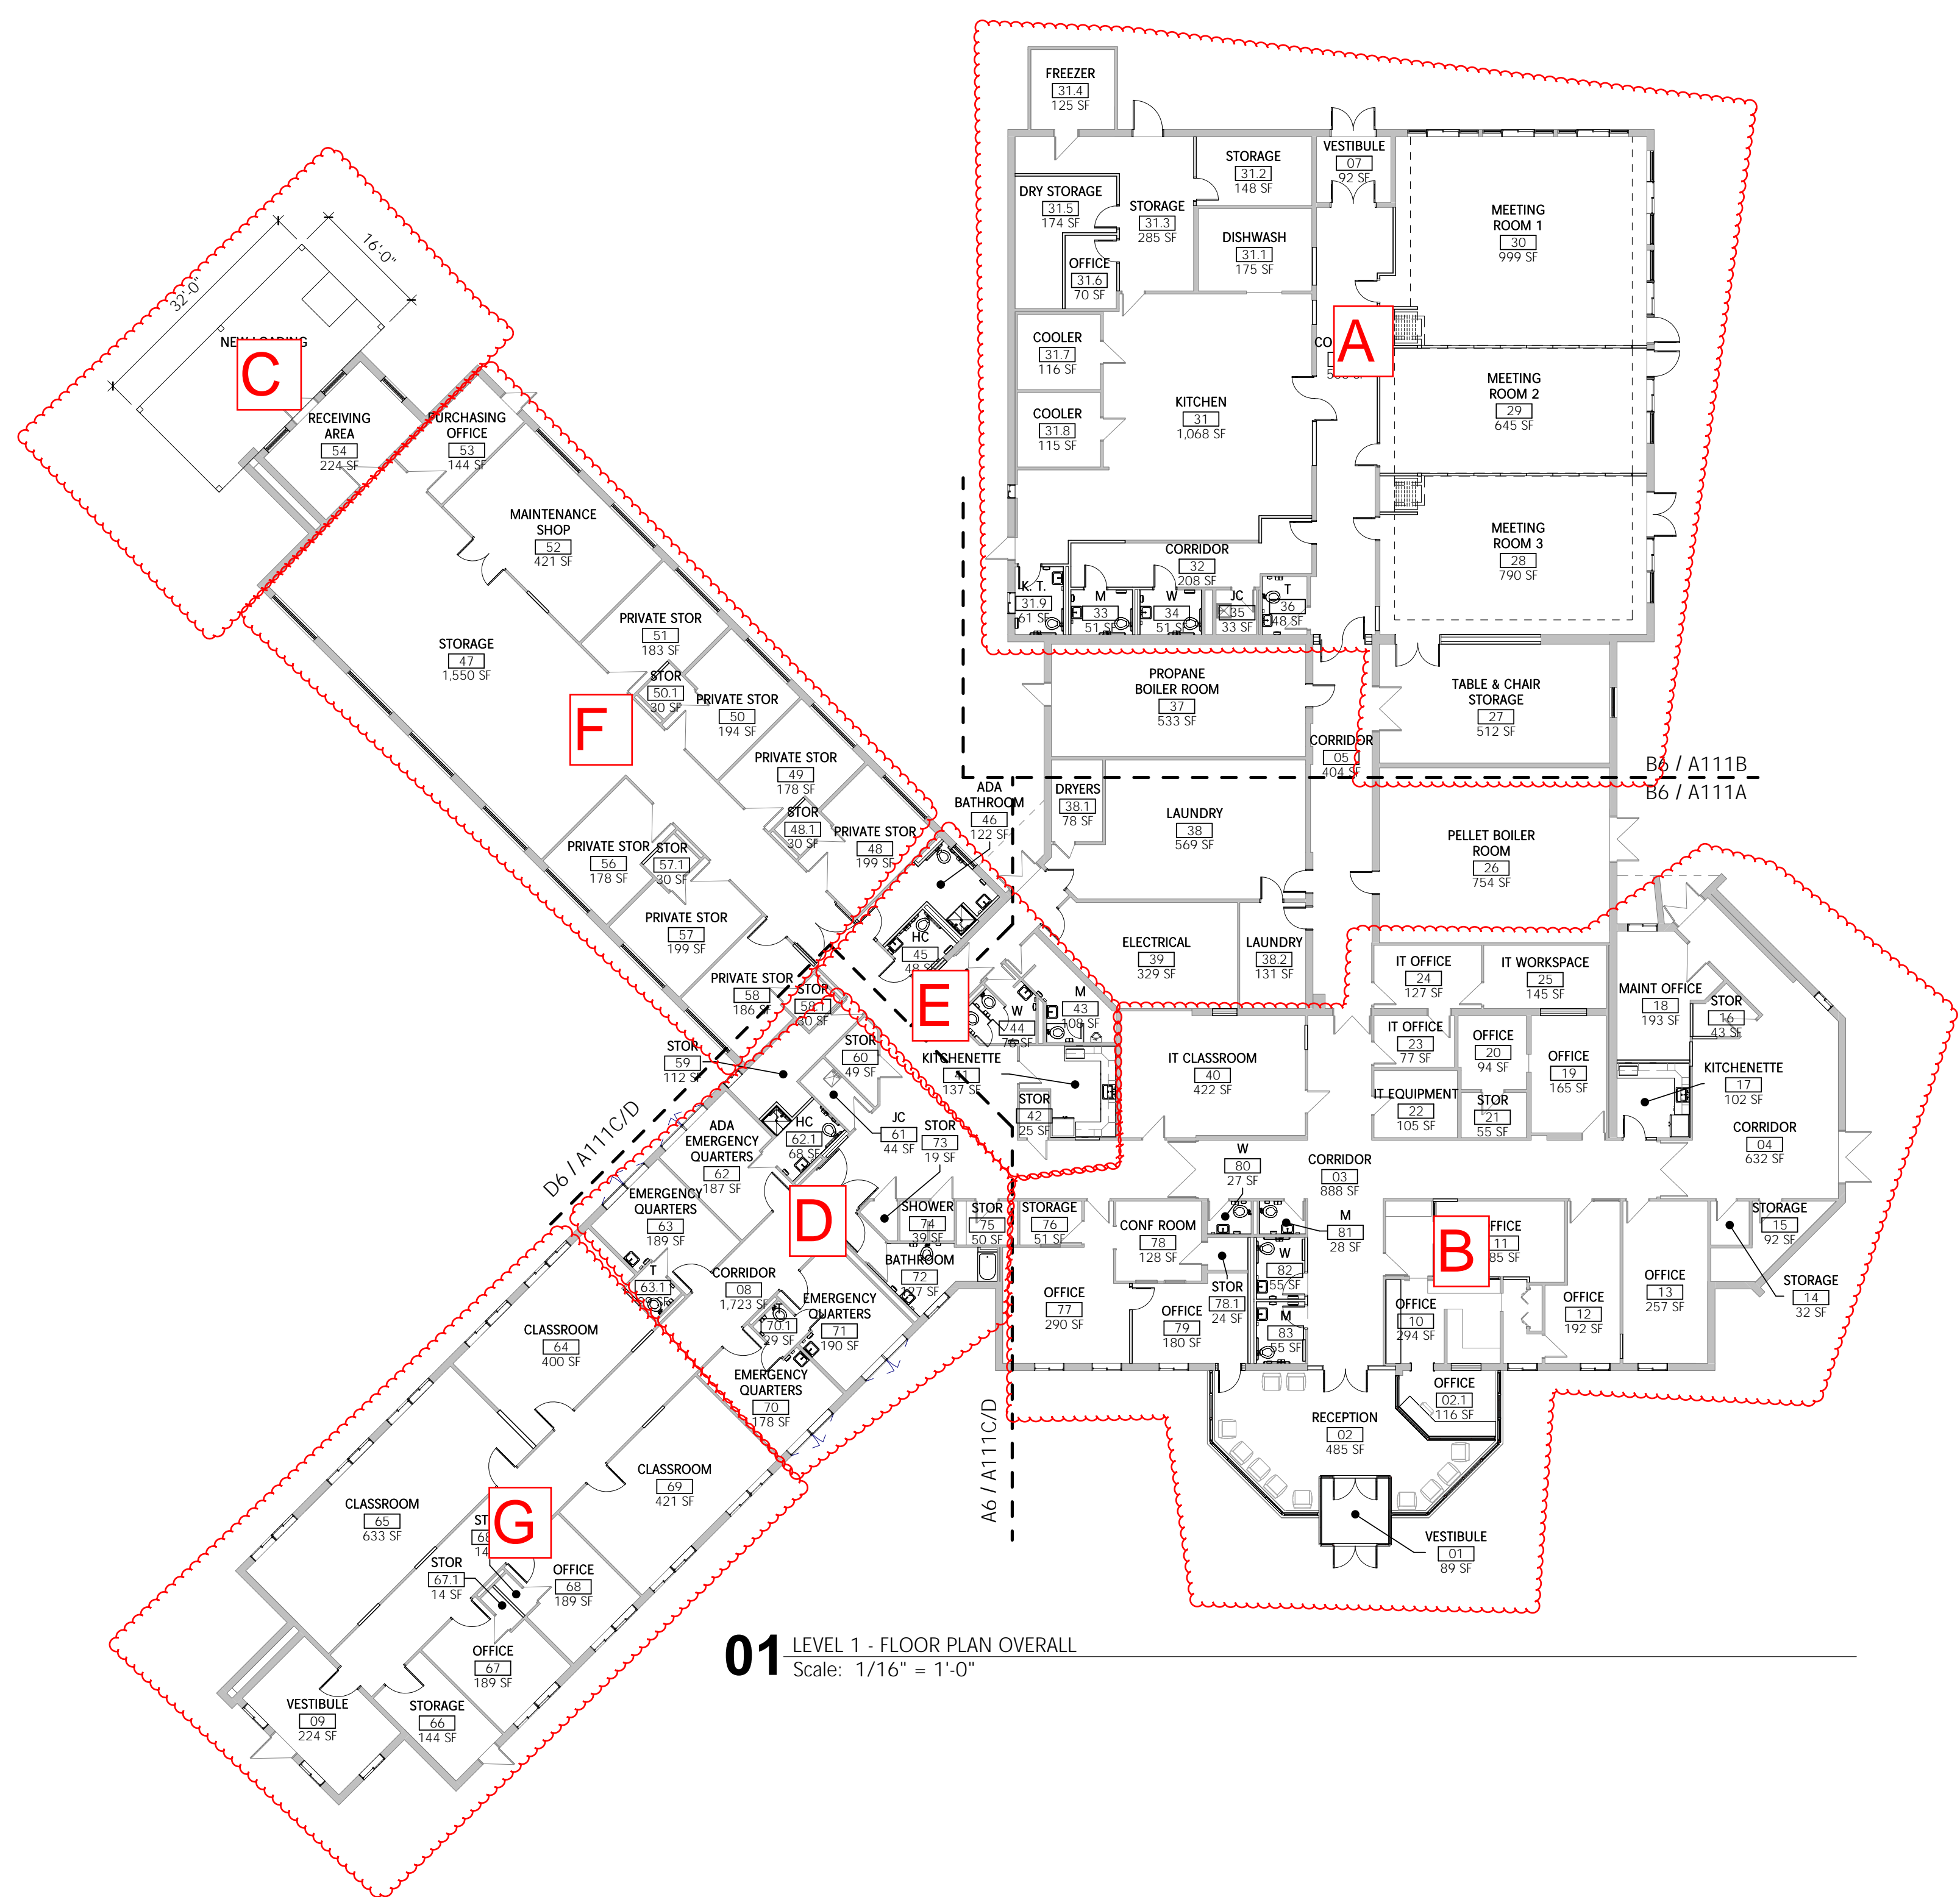 FREEZER
31.4
125 SF
STORAGE
31.2
148 SF
VESTIBULE
07
92 SF
DRY STORAGE
31.5
174 SF
STORAGE
31.3
285 SF
MEETING
ROOM 1
30
999 SF
DISHWASH
31.1
175 SF
OFFICE
31.6
70 SF
16'-0"
32'-0"
A
C
COOLER
31.7
116 SF
MEETING
ROOM 2
29
645 SF
KITCHEN
31
1,068 SF
COOLER
31.8
115 SF
RECEIVING
AREA
54
224 SF
PURCHASING
OFFICE
53
144 SF
MAINTENANCE
SHOP
52
421 SF
MEETING
ROOM 3
28
790 SF
CORRIDOR
32
208 SF
K. T.
31.9
61 SF
M
33
51 SF
W
34
51 SF
JC
35
33 SF
T
36
48 SF
PRIVATE STOR
51
183 SF
STORAGE
47
1,550 SF
STOR
50.1
30 SF
PRIVATE STOR
50
194 SF
PROPANE
BOILER ROOM
37
533 SF
TABLE & CHAIR
STORAGE
27
512 SF
F
CORRIDOR
05
404 SF
B6 / A111B
B6 / A111A
PRIVATE STOR
49
178 SF
ADA
BATHROOM
46
122 SF
DRYERS
38.1
78 SF
LAUNDRY
38
569 SF
STOR
48.1
30 SF
PRIVATE STOR
48
199 SF
PELLET BOILER
ROOM
26
754 SF
PRIVATE STOR
56
178 SF
STOR
57.1
30 SF
PRIVATE STOR
57
199 SF
HC
45
48 SF
ELECTRICAL
39
329 SF
LAUNDRY
38.2
131 SF
IT OFFICE
24
127 SF
IT WORKSPACE
25
145 SF
PRIVATE STOR
58
186 SF
STOR
58.1
30 SF
E
W
44
76 SF
M
43
108 SF
MAINT OFFICE
18
193 SF
STOR
16
43 SF
IT OFFICE
23
77 SF
OFFICE
20
94 SF
OFFICE
19
165 SF
STOR
59
112 SF
STOR
60
49 SF
KITCHENETTE
41
137 SF
IT CLASSROOM
40
422 SF
KITCHENETTE
17
102 SF
IT EQUIPMENT
22
105 SF
STOR
21
55 SF
STOR
42
25 SF
CORRIDOR
04
632 SF
D6 / A111C/D
ADA
EMERGENCY
QUARTERS
62
187 SF
HC
62.1
68 SF
JC
61
44 SF
STOR
73
19 SF
W
80
27 SF
CORRIDOR
03
888 SF
EMERGENCY
QUARTERS
63
189 SF
D
SHOWER
74
39 SF
STOR
75
50 SF
STORAGE
76
51 SF
CONF ROOM
78
128 SF
M
81
28 SF
B
FFICE
11
85 SF
STORAGE
15
92 SF
BATHROOM
72
127 SF
W
82
55 SF
T
63.1
CORRIDOR
08
1,723 SF
STOR
78.1
24 SF
OFFICE
13
257 SF
STORAGE
14
32 SF
OFFICE
77
290 SF
OFFICE
79
180 SF
M
83
55 SF
OFFICE
10
294 SF
OFFICE
12
192 SF
T
70.1
29 SF
EMERGENCY
QUARTERS
71
190 SF
CLASSROOM
64
400 SF
EMERGENCY
QUARTERS
70
178 SF
OFFICE
02.1
116 SF
RECEPTION
02
485 SF
A6 / A111C/D
CLASSROOM
69
421 SF
CLASSROOM
65
633 SF
G
VESTIBULE
01
89 SF
STOR
67.1
14 SF
OFFICE
68
189 SF
OFFICE
67
189 SF
VESTIBULE
09
224 SF
STORAGE
66
144 SF
01
LEVEL 1 - FLOOR PLAN OVERALL
Scale: 1/16" = 1'-0"